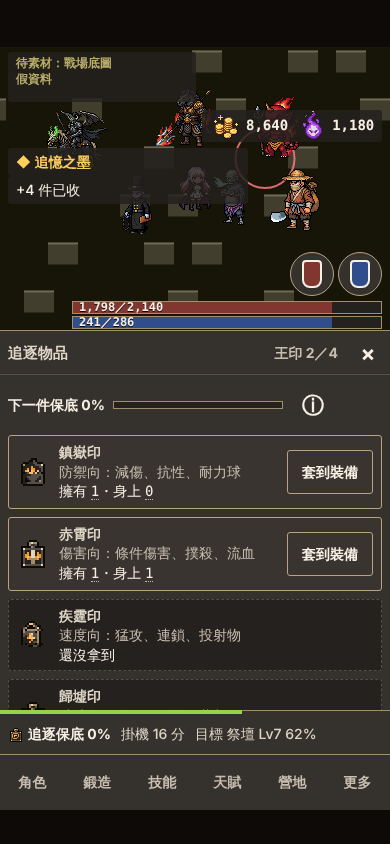 待素材：戰場底圖
假資料
8,640
1,180
◆ 追憶之墨
+4 件已收
1,798／2,140
241／286
追逐物品
王印 2／4
×
下一件保底 0%
鎮嶽印
防禦向：減傷、抗性、耐力球
擁有 1・身上 0
套到裝備
赤霄印
傷害向：條件傷害、撲殺、流血
擁有 1・身上 1
套到裝備
疾霆印
速度向：猛攻、連鎖、投射物
還沒拿到
歸墟印
追逐保底 0% 掛機 16 分 目標 祭壇 Lv7 62%
角色 鍛造 技能 天賦 營地 更多